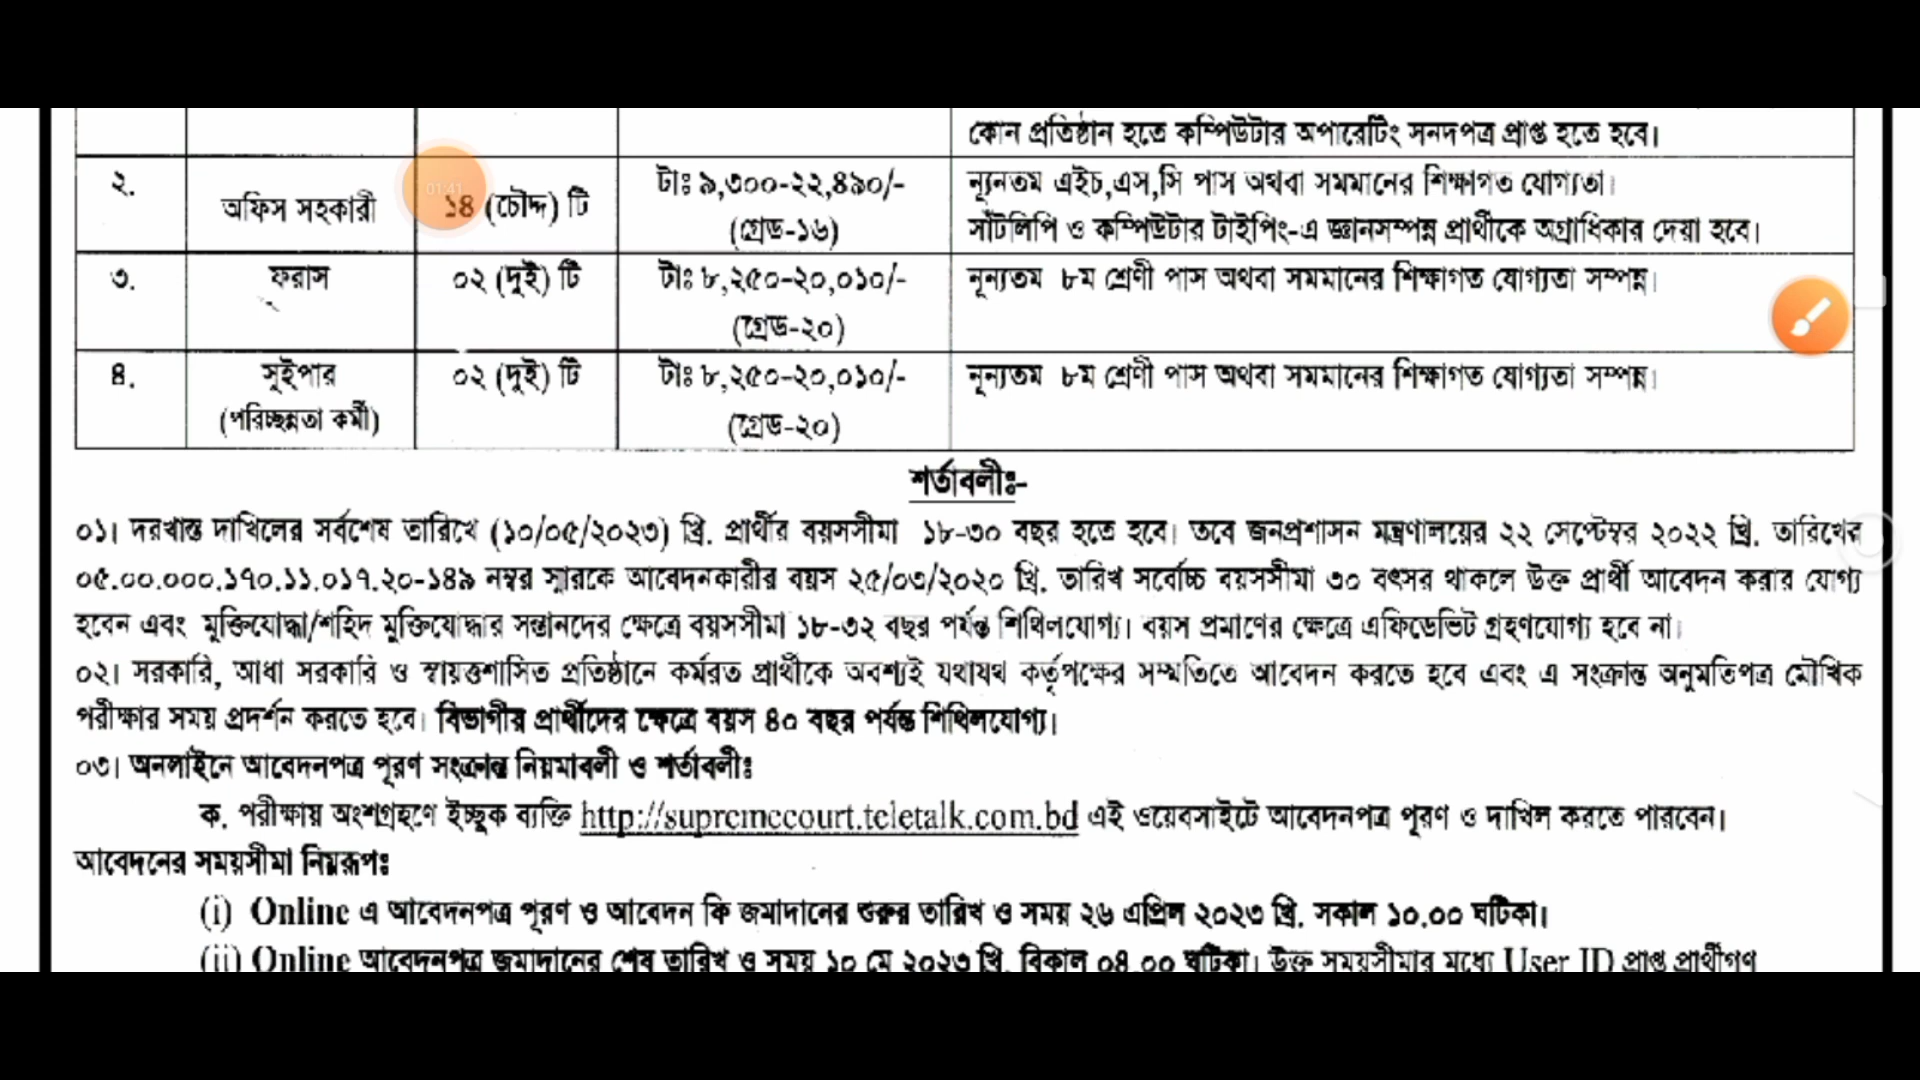 কোন প্রতিষ্ঠান হতে কম্পিউটার অপারেটিং সনদপত্র প্রাপ্ত হতে হবে।
২. অফিস সহকারী ১৪ (চৌদ্দ) টি টাঃ ৯,৩০০-২২,৪৯০/- (গ্রেড-১৬) ন্যূনতম এইচ,এস,সি পাস অথবা সমমানের শিক্ষাগত যোগ্যতা।
সাঁটলিপি ও কম্পিউটার টাইপিং-এ জ্ঞানসম্পন্ন প্রার্থীকে অগ্রাধিকার দেয়া হবে।
01:41
৩. ফরাস ০২ (দুই) টি টাঃ ৮,২৫০-২০,০১০/- নূন্যতম ৮ম শ্রেণী পাস অথবা সমমানের শিক্ষাগত যোগ্যতা সম্পন্ন।
(গ্রেড-২০)
৪. সুইপার ০২ (দুই) টি টাঃ ৮,২৫০-২০,০১০/- নূন্যতম ৮ম শ্রেণী পাস অথবা সমমানের শিক্ষাগত যোগ্যতা সম্পন্ন।
(পরিচ্ছন্নতা কর্মী) (গ্রেড-২০)
শর্তাবলীঃ-
০১। দরখাস্ত দাখিলের সর্বশেষ তারিখে (১০/০৫/২০২৩) খ্রি. প্রার্থীর বয়সসীমা ১৮-৩০ বছর হতে হবে। তবে জনপ্রশাসন মন্ত্রণালয়ের ২২ সেপ্টেম্বর ২০২২ খ্রি. তারিখের
০৫.০০.০০০.১৭০.১১.০১৭.২০-১৪৯ নম্বর স্মারকে আবেদনকারীর বয়স ২৫/০৩/২০২০ খ্রি. তারিখ সর্বোচ্চ বয়সসীমা ৩০ বৎসর থাকলে উক্ত প্রার্থী আবেদন করার যোগ্য
হবেন এবং মুক্তিযোদ্ধা/শহিদ মুক্তিযোদ্ধার সন্তানদের ক্ষেত্রে বয়সসীমা ১৮-৩২ বছর পর্যন্ত শিথিলযোগ্য। বয়স প্রমাণের ক্ষেত্রে এফিডেভিট গ্রহণযোগ্য হবে না।
০২। সরকারি, আধা সরকারি ও স্বায়ত্তশাসিত প্রতিষ্ঠানে কর্মরত প্রার্থীকে অবশ্যই যথাযথ কর্তৃপক্ষের সম্মতিতে আবেদন করতে হবে এবং এ সংক্রান্ত অনুমতিপত্র মৌখিক
পরীক্ষার সময় প্রদর্শন করতে হবে। বিভাগীয় প্রার্থীদের ক্ষেত্রে বয়স ৪০ বছর পর্যন্ত শিথিলযোগ্য।
০৩। অনলাইনে আবেদনপত্র পূরণ সংক্রান্ত নিয়মাবলী ও শর্তাবলীঃ
ক. পরীক্ষায় অংশগ্রহণে ইচ্ছুক ব্যক্তি http://supremecourt.teletalk.com.bd এই ওয়েবসাইটে আবেদনপত্র পূরণ ও দাখিল করতে পারবেন।
আবেদনের সময়সীমা নিম্নরূপঃ
(i) Online এ আবেদনপত্র পূরণ ও আবেদন ফি জমাদানের শুরুর তারিখ ও সময় ২৬ এপ্রিল ২০২৩ খ্রি. সকাল ১০.০০ ঘটিকা।
(ii) Online আবেদনপত্র জমাদানের শেষ তারিখ ও সময় ১০ মে ২০২৩ খ্রি. বিকাল ০৪.০০ ঘটিকা। উক্ত সময়সীমার মধ্যে User ID প্রাপ্ত প্রার্থীগণ